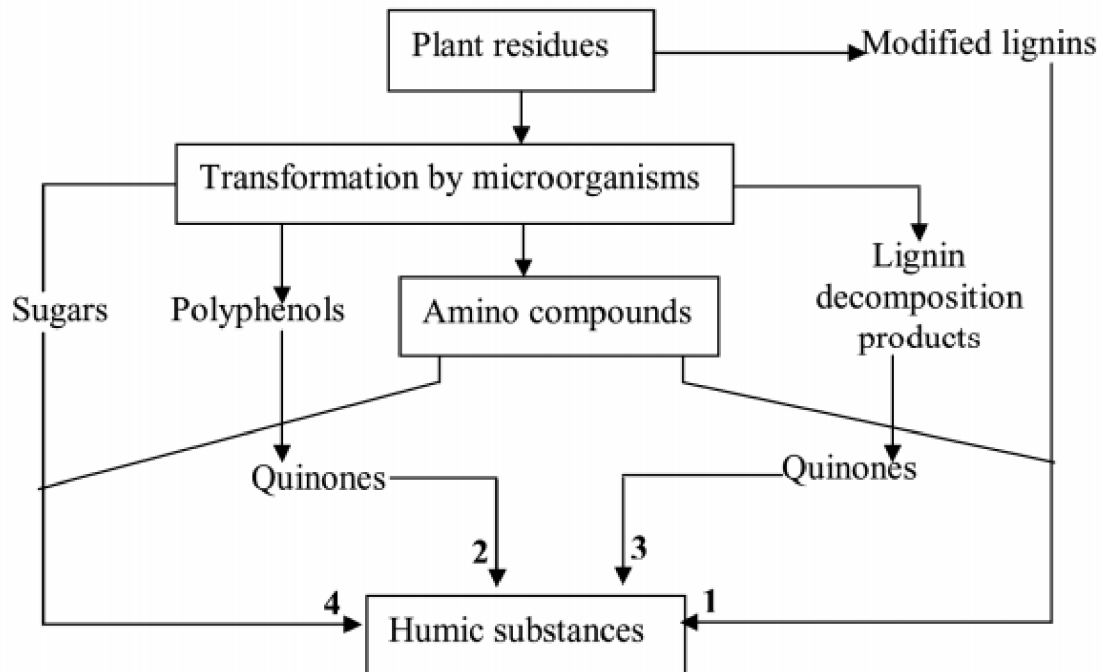 Plant residues
Modified lignins
Transformation by microorganisms
Sugars
Polyphenols
Amino compounds
Lignin
decomposition
products
Quinones
Quinones
2
3
4
1
Humic substances